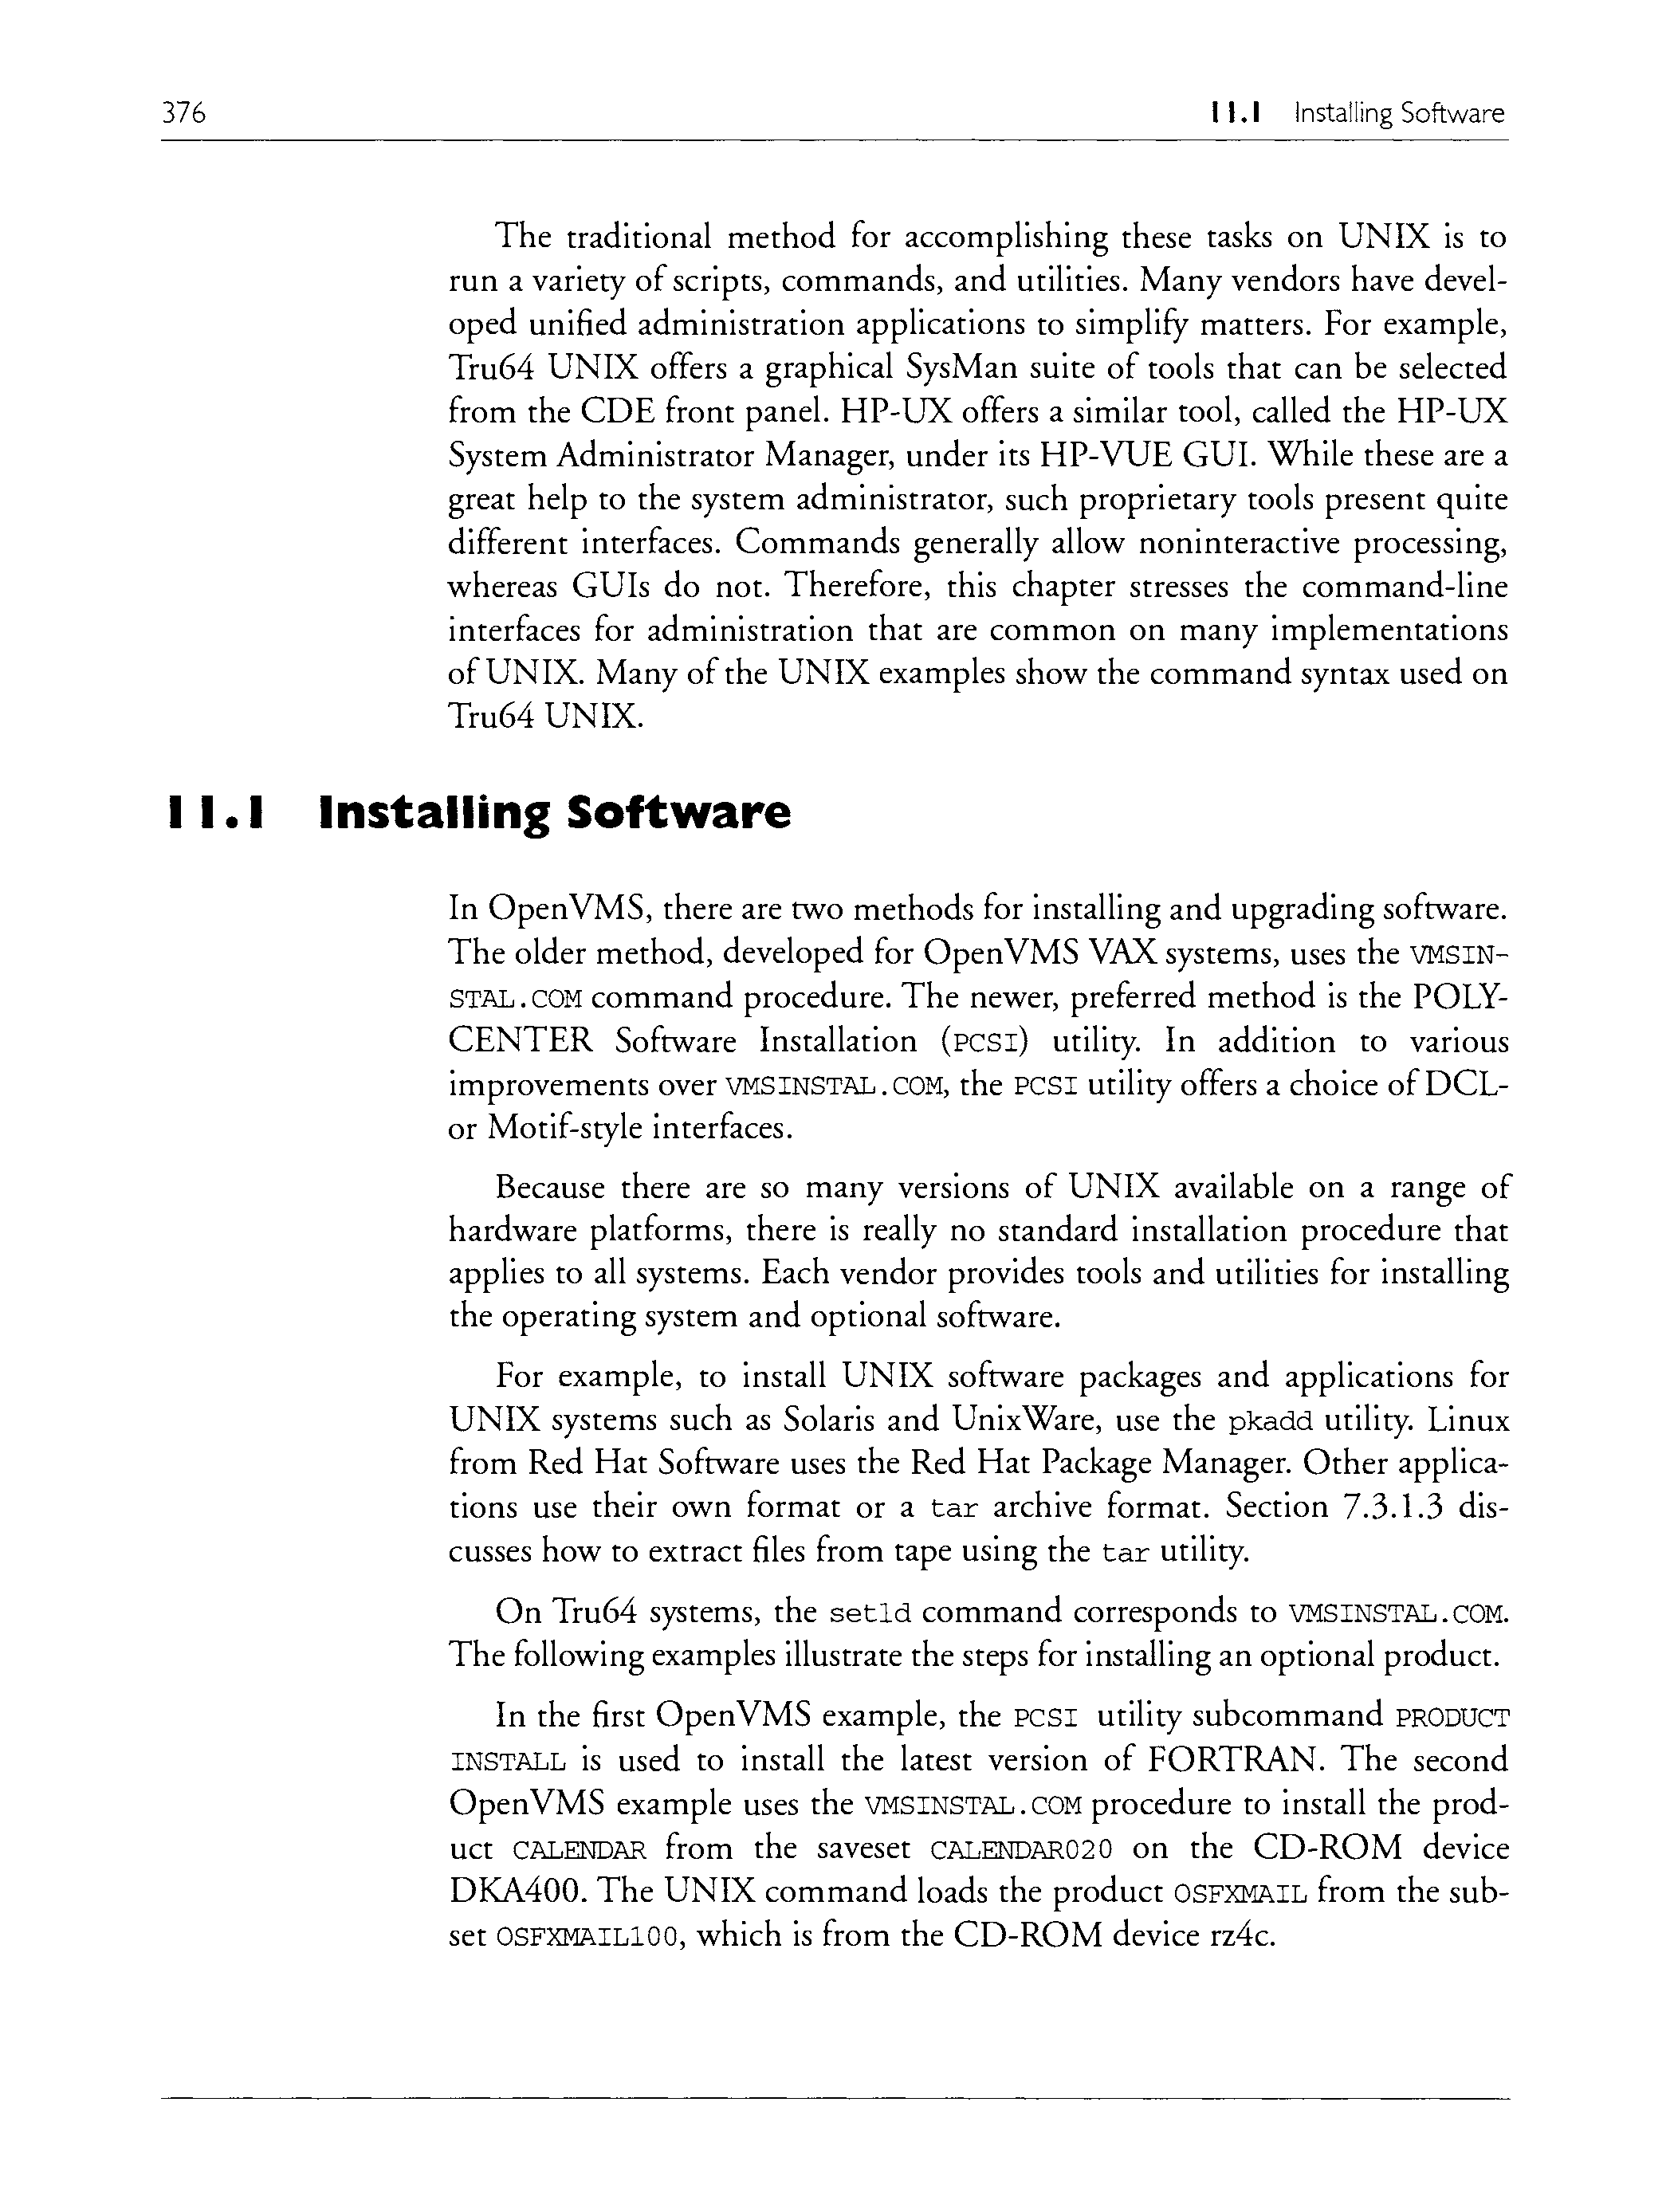 376
11.1 Installing Software
The traditional method for accomplishing these tasks on UNIX is to
run a variety of scripts, commands, and utilities. Many vendors have devel-
oped unified administration applications to simplify matters. For example,
Tru64 UNIX offers a graphical SysMan suite of tools that can be selected
from the CDE front panel. HP-UX offers a similar tool, called the HP-UX
System Administrator Manager, under its HP-VUE GUI. While these are a
great help to the system administrator, such proprietary tools present quite
different interfaces. Commands generally allow noninteractive processing,
whereas GUIs do not. Therefore, this chapter stresses the command-line
interfaces for administration that are common on many implementations
of UNIX. Many of the UNIX examples show the command syntax used on
Tru64 UNIX.
11.1 Installing Software
In OpenVMS, there are two methods for installing and upgrading software.
The older method, developed for OpenVMS VAX systems, uses the VMSIN-
STAL.COM command procedure. The newer, preferred method is the POLY-
CENTER Software Installation (PCSI) utility. In addition to various
improvements over VMSINSTAL.COM, the PCSI utility offers a choice of DCL-
or Motif-style interfaces.
Because there are so many versions of UNIX available on a range of
hardware platforms, there is really no standard installation procedure that
applies to all systems. Each vendor provides tools and utilities for installing
the operating system and optional software.
For example, to install UNIX software packages and applications for
UNIX systems such as Solaris and UnixWare, use the pkadd utility. Linux
from Red Hat Software uses the Red Hat Package Manager. Other applica-
tions use their own format or a tar archive format. Section 7.3.1.3 dis-
cusses how to extract files from tape using the tar utility.
On Tru64 systems, the setld command corresponds to VMSINSTAL.COM.
The following examples illustrate the steps for installing an optional product.
In the first OpenVMS example, the PCSI utility subcommand PRODUCT
INSTALL is used to install the latest version of FORTRAN. The second
OpenVMS example uses the VMSINSTAL.COM procedure to install the prod-
uct CALENDAR from the saveset CALENDAR020 on the CD-ROM device
DKA400. The UNIX command loads the product OSFXMAIL from the sub-
set OSFXMAIL100, which is from the CD-ROM device rz4c.